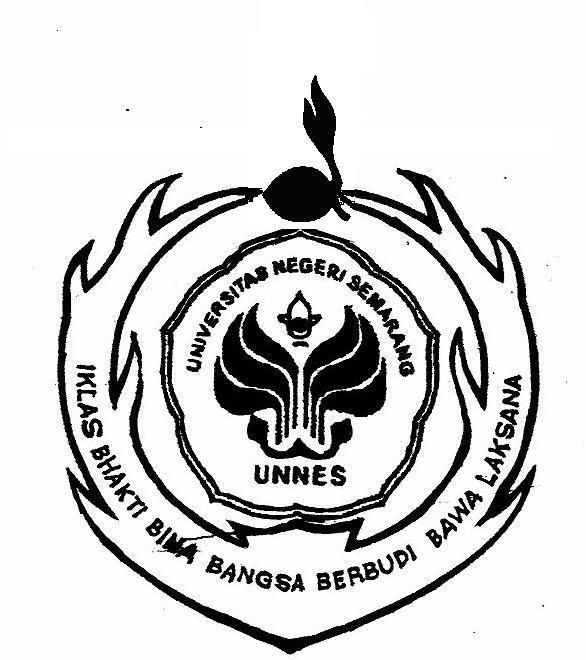 UNIVERSITAS NEGERI SEMARANG
UNNES
IKLAS BHAKTI BINA BANGSA BERBUDI BAWA LAKSANA